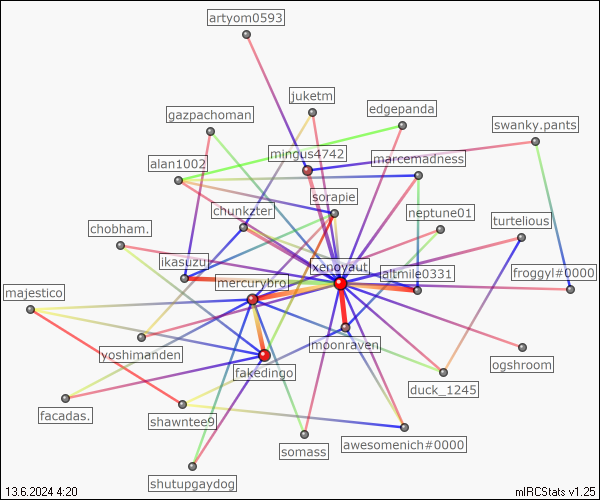 artyom0593
juketm
edgepanda
gazpachoman
swanky.pants
mingus4742
marcemadness
alan1002
sorapie
chunkzter
neptune01
chobham.
turtelious
ikasuzu
xenoyaut
altmile0331
froggyl#0000
mercurybro
majestico
moonraven
yoshimanden
ogshroom
fakedingo
duck_1245
facadas.
shawntee9
somass
awesomenich#0000
shutupgaydog
13.6.2024 4:20
mIRCStats v1.25